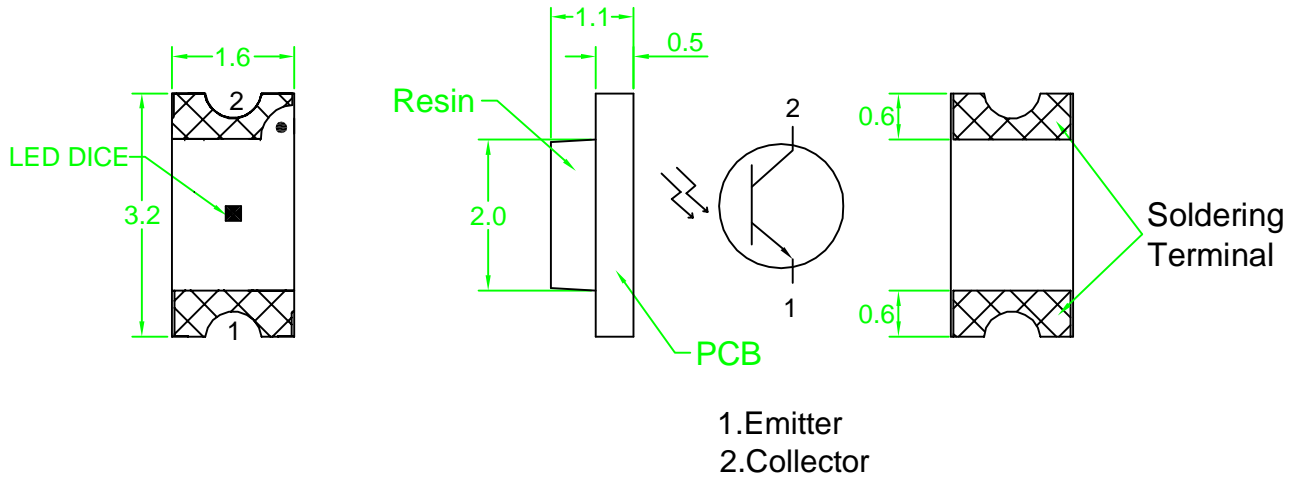 1.6
2
LED DICE
3.2
1
1.1
0.5
Resin
2.0
PCB
2
1
0.6
0.6
Soldering
Terminal
1.Emitter
2.Collector